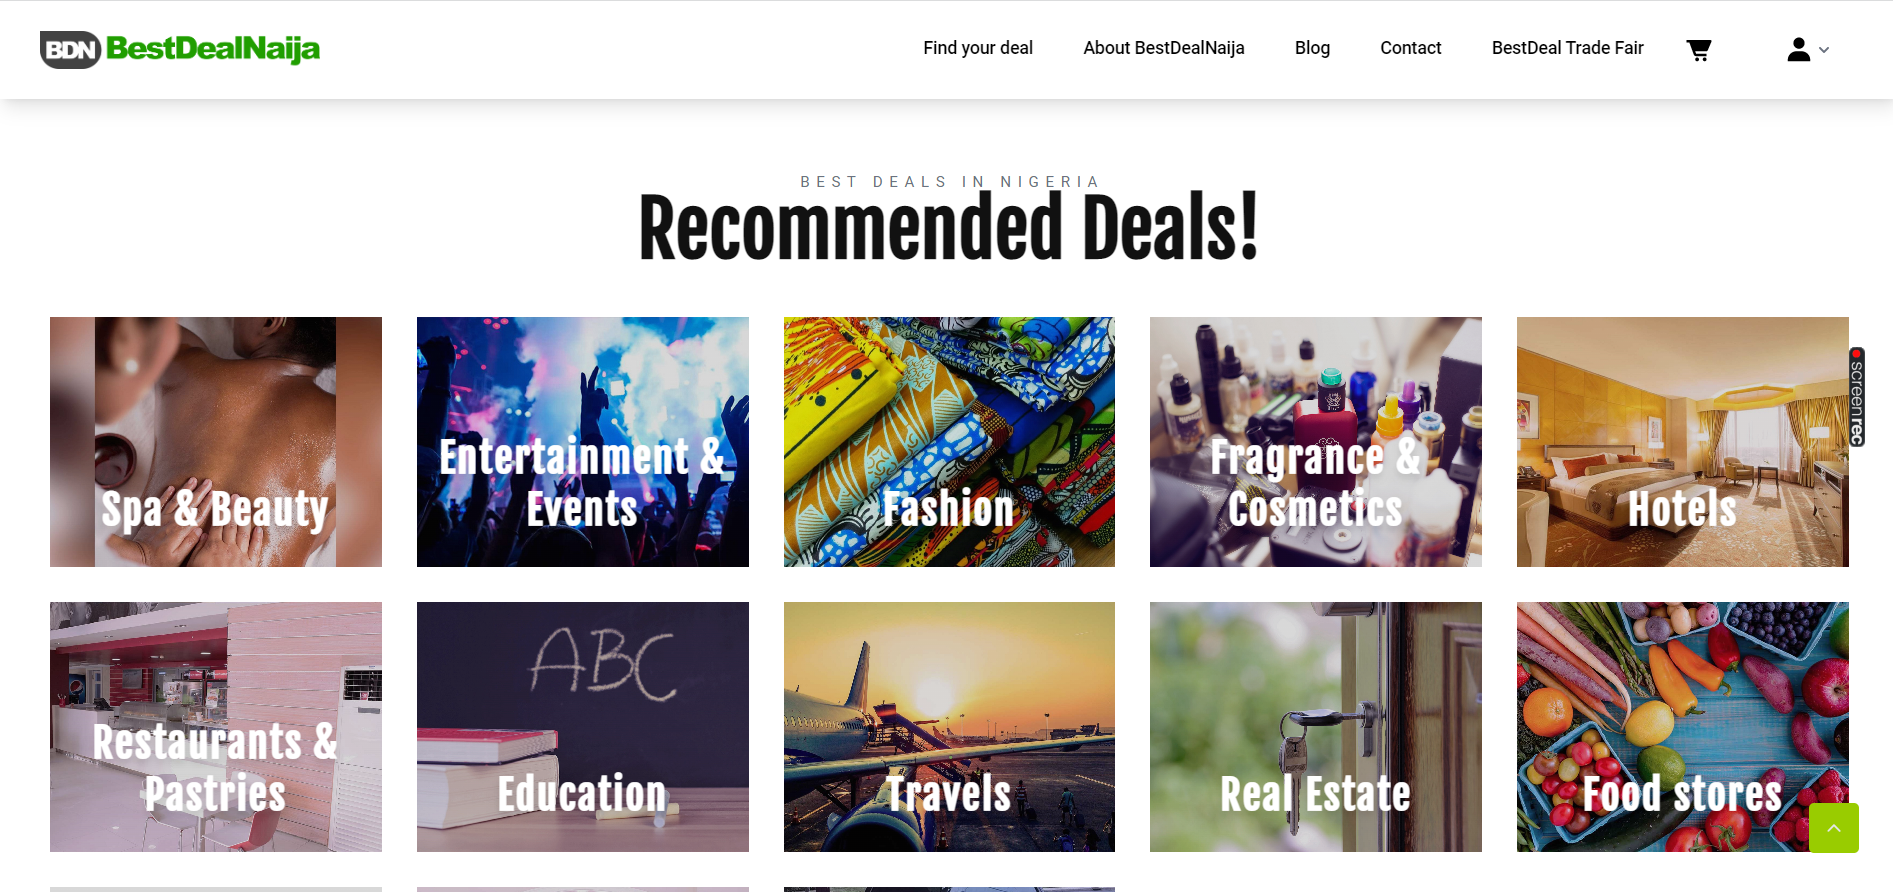 BDN BestDealNaija
Find your deal
About BestDealNaija
Blog
Contact
BestDeal Trade Fair
BEST DEALS IN NIGERIA
Recommended Deals!
Spa & Beauty
Entertainment &
Events
Fashion
Fragrance &
Cosmetics
Hotels
screenrec
Restaurants &
Pastries
ABC
Education
Travels
Real Estate
Food stores